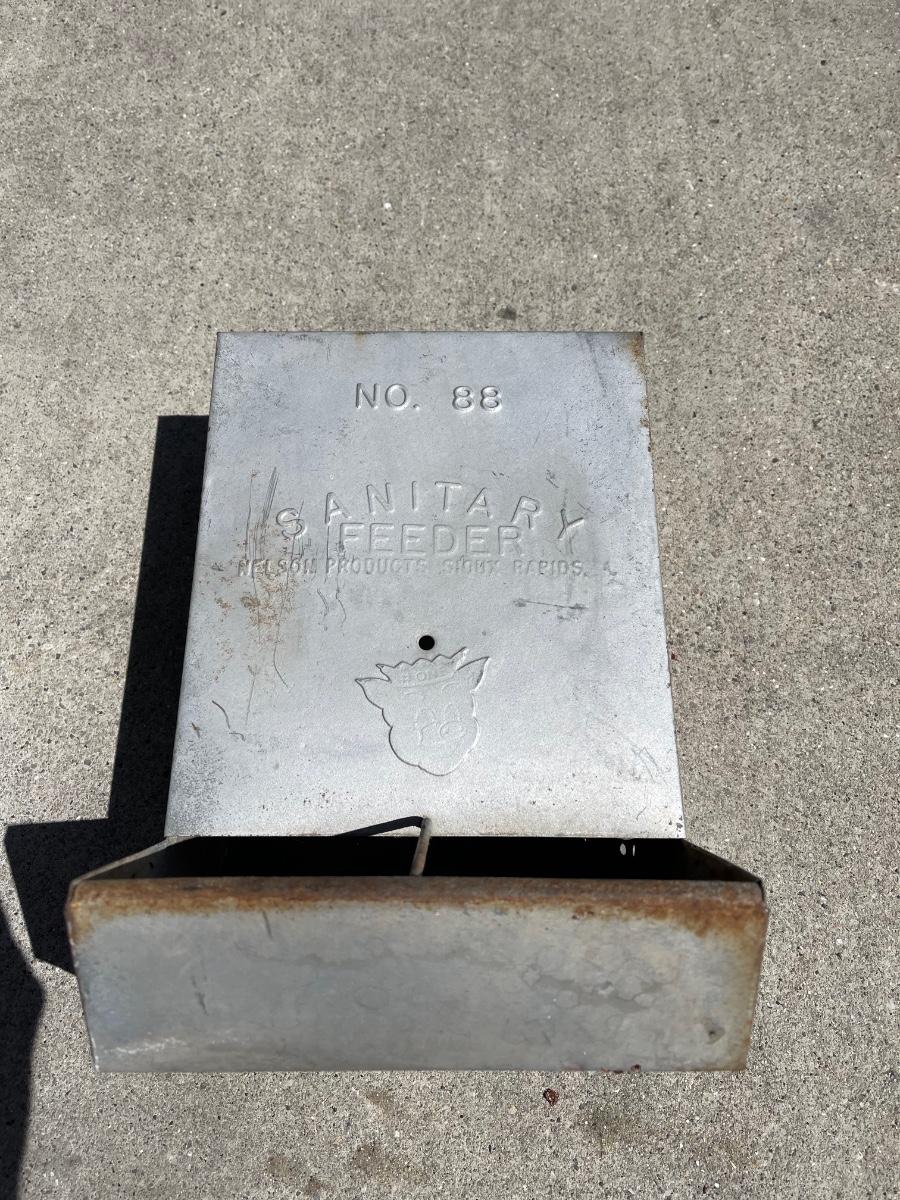 NO. 88
SANITARY
FEEDER
NELSON PRODUCTS SIOUX RAPIDS.